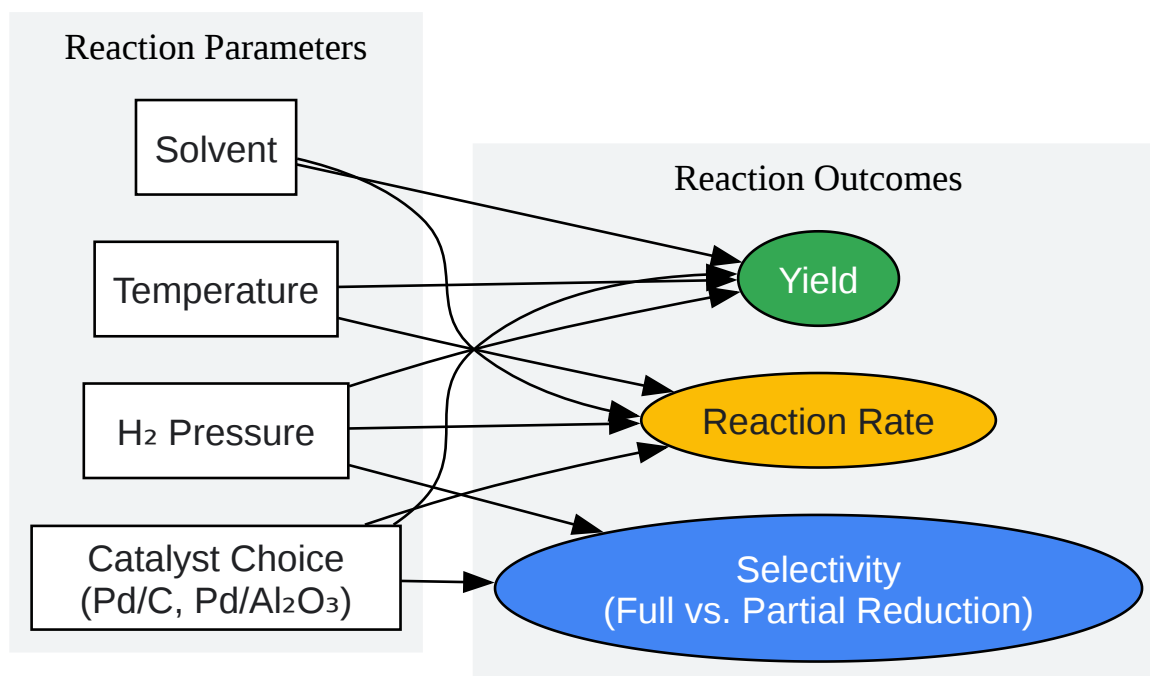 Reaction Parameters
Solvent
Temperature
H₂ Pressure
Catalyst Choice
(Pd/C, Pd/Al₂O₃)
Reaction Outcomes
Yield
Reaction Rate
Selectivity
(Full vs. Partial Reduction)